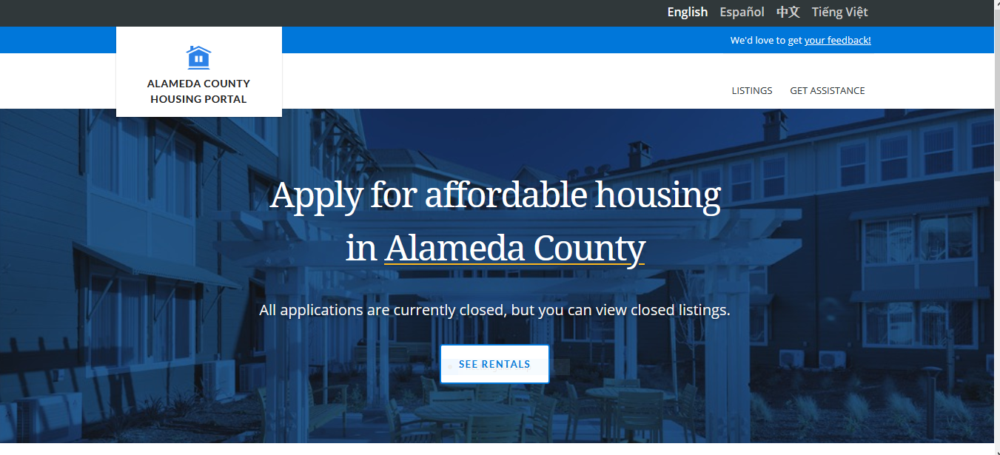 English Español 中文 Tiếng Việt
We'd love to get your feedback!
ALAMEDA COUNTY
HOUSING PORTAL
LISTINGS GET ASSISTANCE
Apply for affordable housing
in Alameda County
All applications are currently closed, but you can view closed listings.
SEE RENTALS